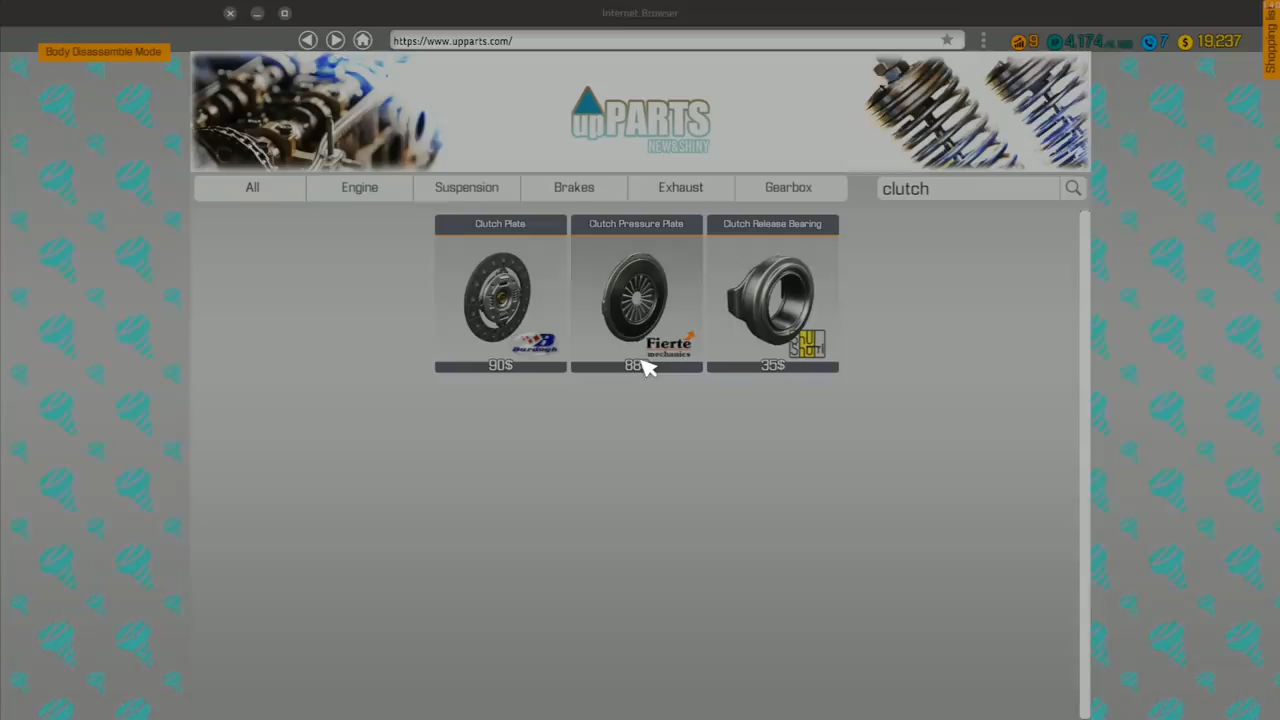 Internet Browser
Body Disassemble Mode
https://www.upparts.com/
9
7
19,237
Shopping list
upPARTS
NEW&SHINY
All
Engine
Suspension
Brakes
Exhaust
Gearbox
clutch
Clutch Plate
Clutch Pressure Plate
Clutch Release Bearing
Fierte
mechanics
90$
35$